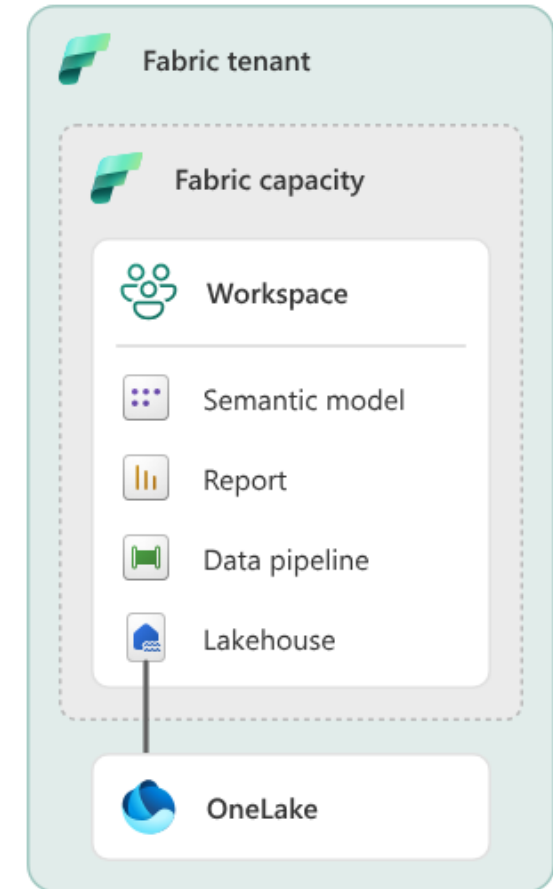 Fabric tenant
Fabric capacity
Workspace
Semantic model
Report
Data pipeline
Lakehouse
OneLake